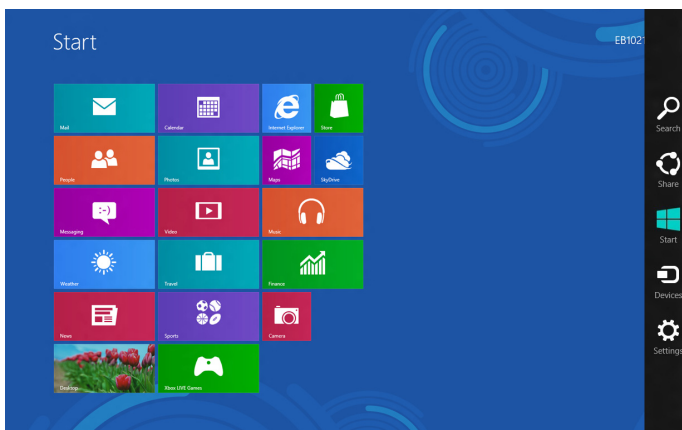 Start
EB1021
Mail
Calendar
Internet Explorer
Store
People
Photos
Maps
SkyDrive
Messaging
:-)
Video
Music
Weather
Travel
Finance
News
Sports
Camera
Desktop
Xbox LIVE Games
Search
Share
Start
Devices
Settings